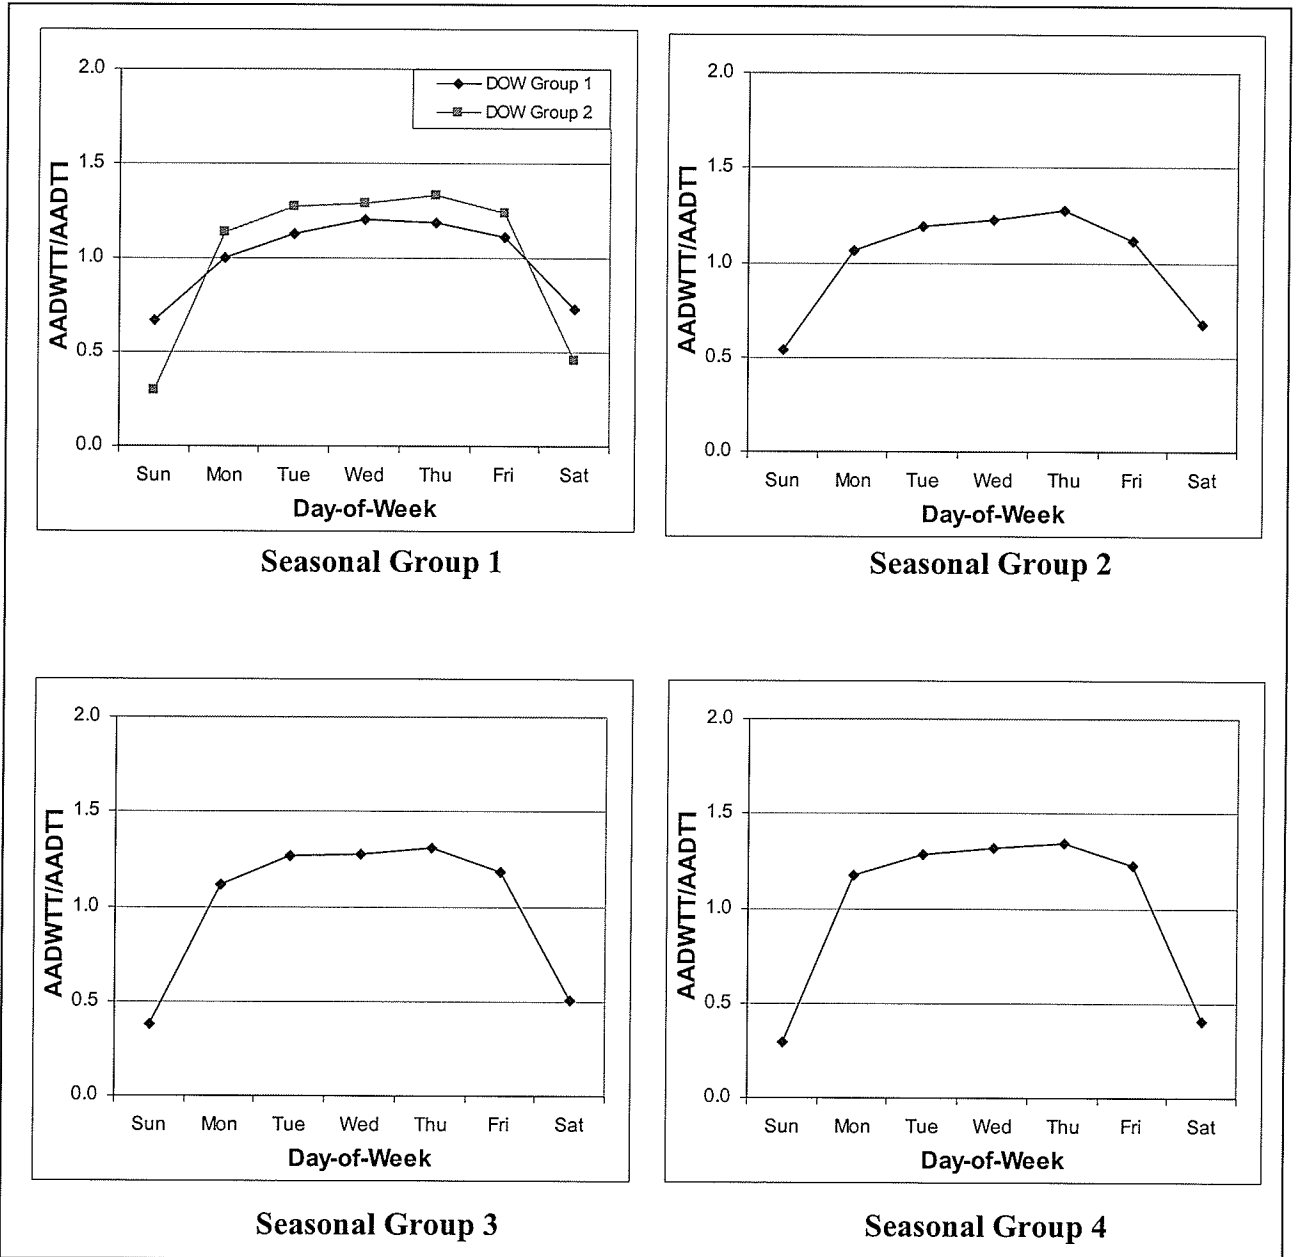 2.0
1.5
1.0
0.5
0.0
AADWTT/AADTT
DOW Group 1
DOW Group 2
Sun Mon Tue Wed Thu Fri Sat
Day-of-Week
Seasonal Group 1
2.0
1.5
1.0
0.5
0.0
AADWTT/AADTT
Sun Mon Tue Wed Thu Fri Sat
Day-of-Week
Seasonal Group 2
2.0
1.5
1.0
0.5
0.0
AADWTT/AADTT
Sun Mon Tue Wed Thu Fri Sat
Day-of-Week
Seasonal Group 3
2.0
1.5
1.0
0.5
0.0
AADWTT/AADTT
Sun Mon Tue Wed Thu Fri Sat
Day-of-Week
Seasonal Group 4